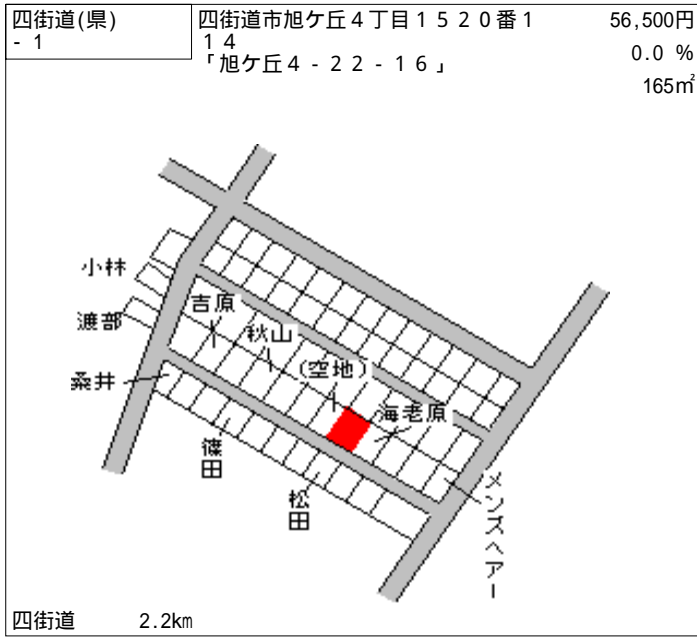 四街道(県)
- 1
四街道市旭ケ丘４丁目１５２０番１
１４
「旭ケ丘４－２２－１６」
56,500円
0.0 %
165㎡
小林
吉原
渡部
秋山
(空地)
桑井
海老原
篠田
松田
メンズヘアー
四街道 2.2km